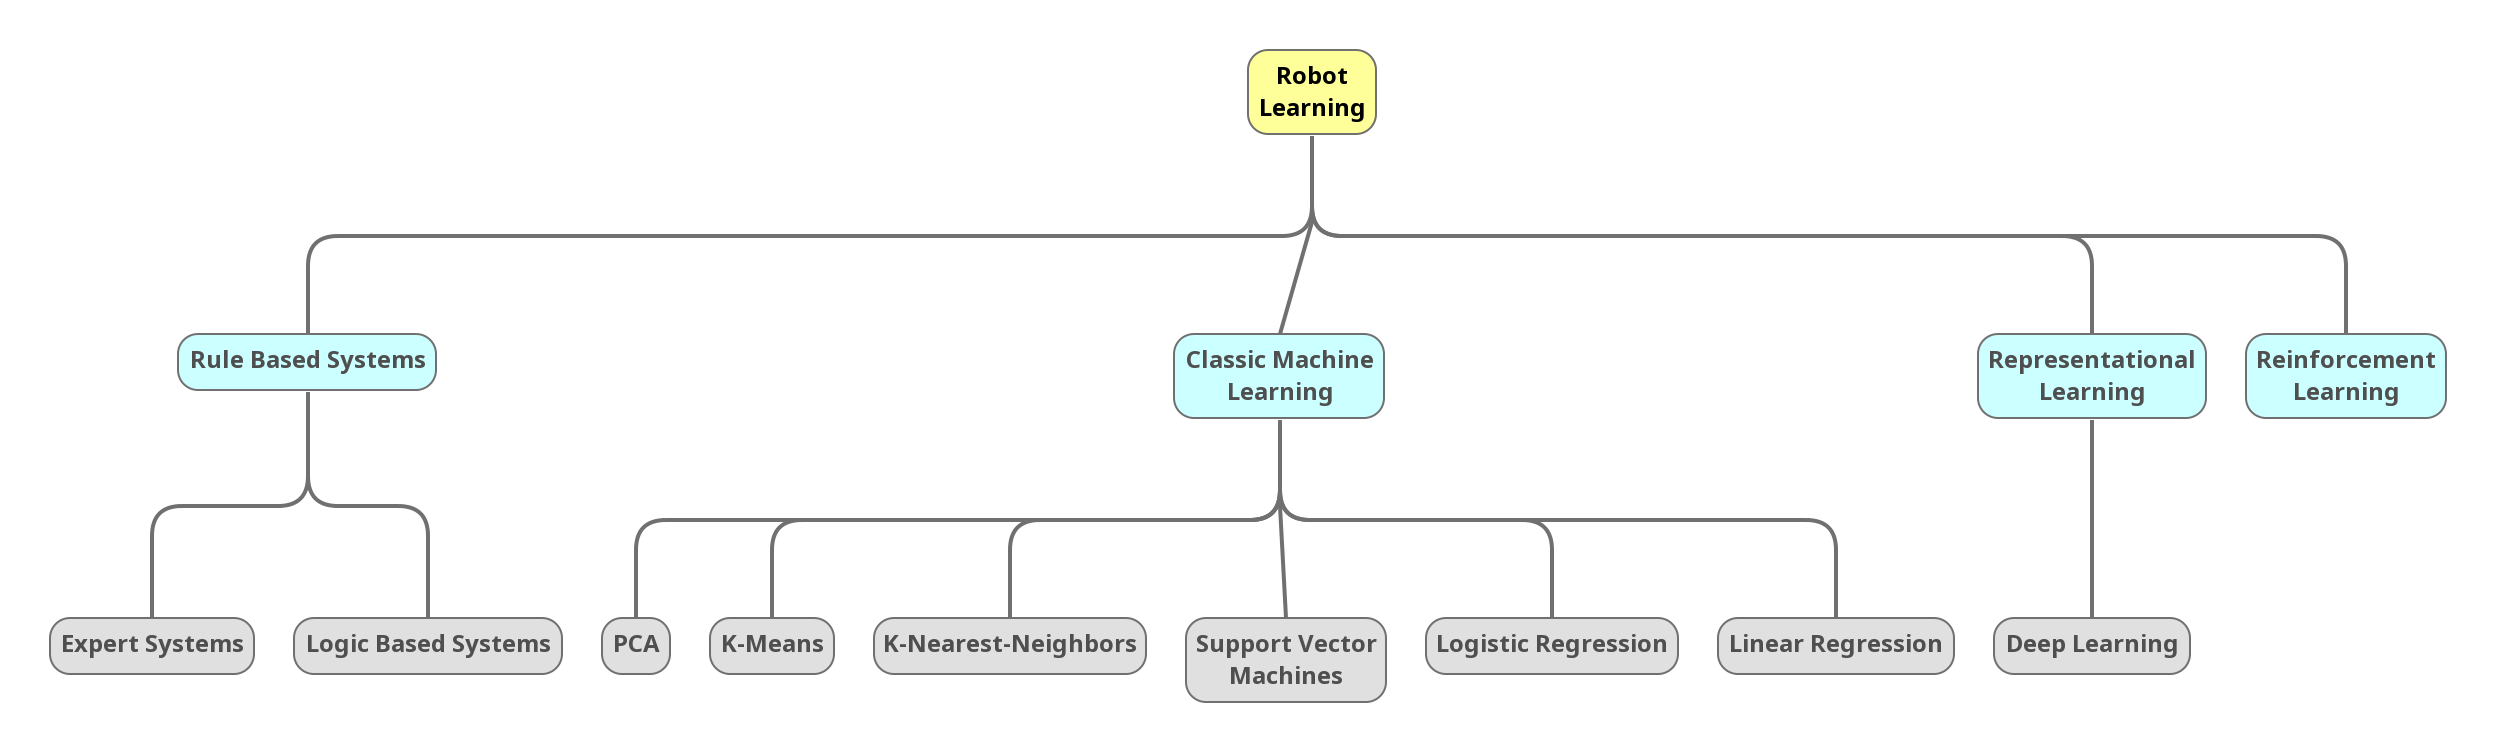 Robot
Learning
Rule Based Systems
Classic Machine
Learning
Representational
Learning
Reinforcement
Learning
Expert Systems
Logic Based Systems
PCA
K-Means
K-Nearest-Neighbors
Support Vector
Machines
Logistic Regression
Linear Regression
Deep Learning